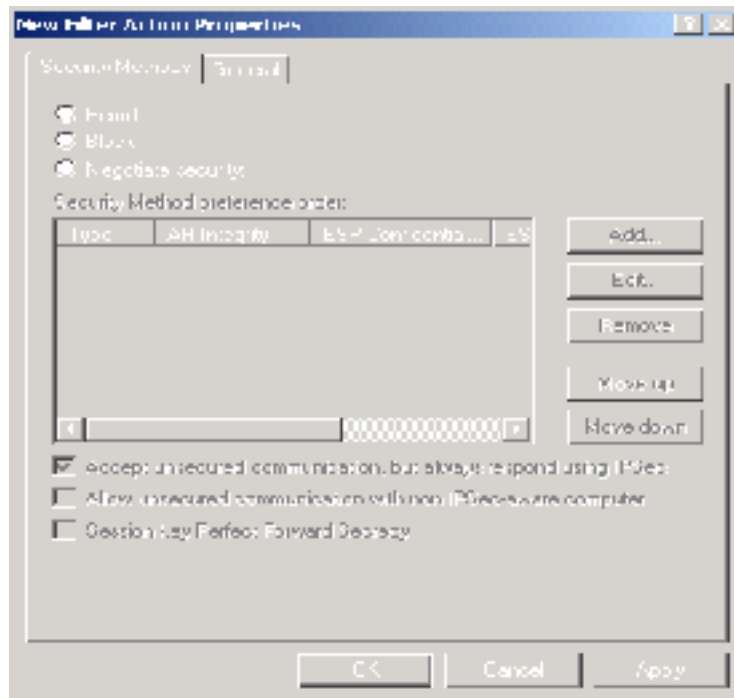 New Filter Action Properties
Security Methods General
Permit
Block
Negotiate security:
Security Method preference order:
Type AH Integrity ESP Confidentia... ES
Add...
Edit...
Remove
Move up
Move down
Accept unsecured communication, but always respond using IPSec
Allow unsecured communication with non IPSec-aware computer
Session key Perfect Forward Secrecy
OK Cancel Apply